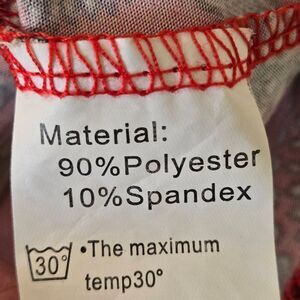 Material:
90%Polyester
10%Spandex
30°
•The maximum
temp30°